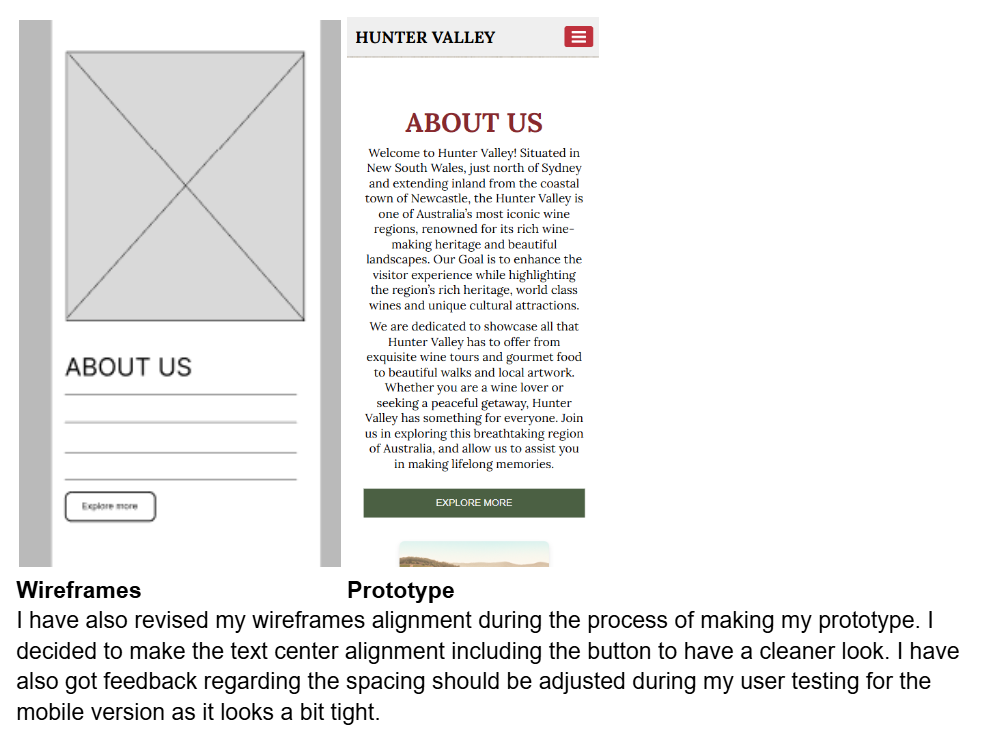 ABOUT US
Explore more
HUNTER VALLEY
ABOUT US
Welcome to Hunter Valley! Situated in
New South Wales, just north of Sydney
and extending inland from the coastal
town of Newcastle, the Hunter Valley is
one of Australia's most iconic wine
regions, renowned for its rich wine-
making heritage and beautiful
landscapes. Our Goal is to enhance the
visitor experience while highlighting
the region's rich heritage, world class
wines and unique cultural attractions.
We are dedicated to showcase all that
Hunter Valley has to offer from
exquisite wine tours and gourmet food
to beautiful walks and local artwork.
Whether you are a wine lover or
seeking a peaceful getaway, Hunter
Valley has something for everyone. Join
us in exploring this breathtaking region
of Australia, and allow us to assist you
in making lifelong memories.
EXPLORE MORE
Wireframes
Prototype
I have also revised my wireframes alignment during the process of making my prototype. I
decided to make the text center alignment including the button to have a cleaner look. I have
also got feedback regarding the spacing should be adjusted during my user testing for the
mobile version as it looks a bit tight.